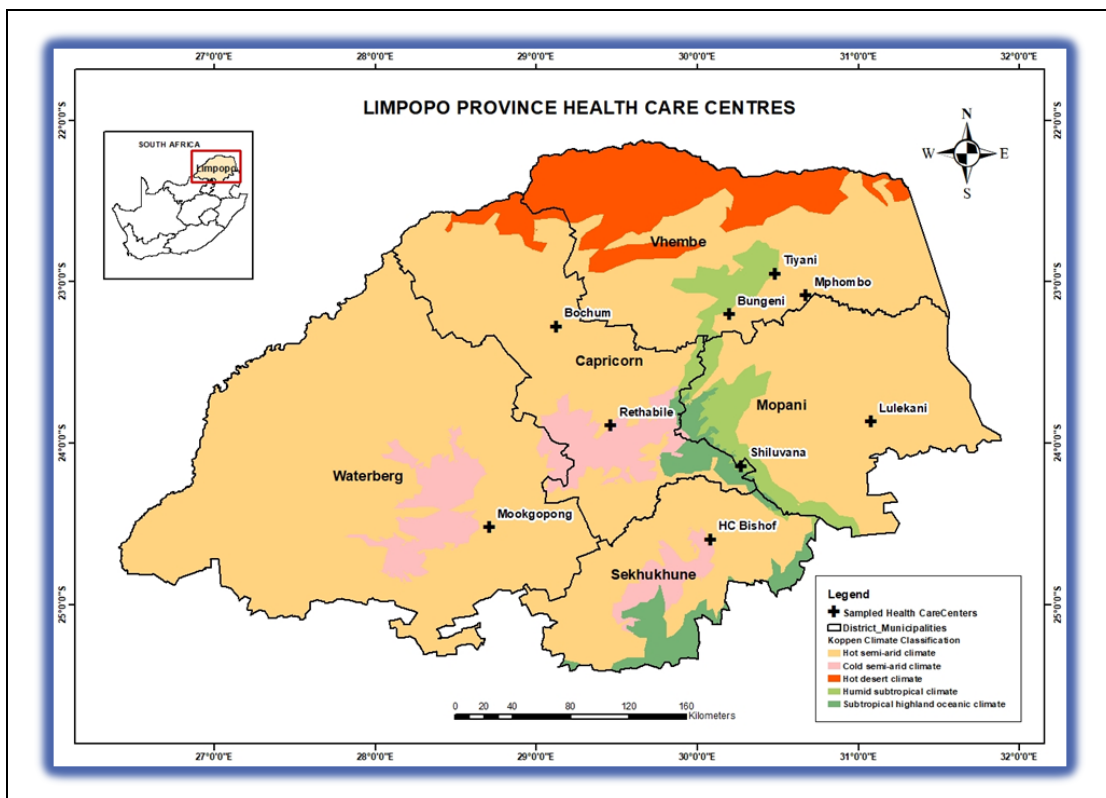 27°0'0"E 28°0'0"E 29°0'0"E 30°0'0"E 31°0'0"E 32°0'0"E
LIMPOPO PROVINCE HEALTH CARE CENTRES
22°0'0"S
22°0'0"S
N
W E
S
SOUTH AFRICA
Limpopo
Vhembe
Tiyani
23°0'0"S
23°0'0"S
Mphombo
Bungeni
Bochum
Capricorn
Mopani
Lulekani
Rethabile
24°0'0"S
24°0'0"S
Shiluvana
Waterberg
Mookgopong
HC Bishof
Sekhukhune
25°0'0"S
25°0'0"S
Legend
Sampled Health CareCenters
District_Municipalities
Koppen Climate Classification
Hot semi-arid climate
Cold semi-arid climate
Hot desert climate
Humid subtropical climate
Subtropical highland oceanic climate
0 20 40 80 120 160
Kilometers
27°0'0"E 28°0'0"E 29°0'0"E 30°0'0"E 31°0'0"E 32°0'0"E